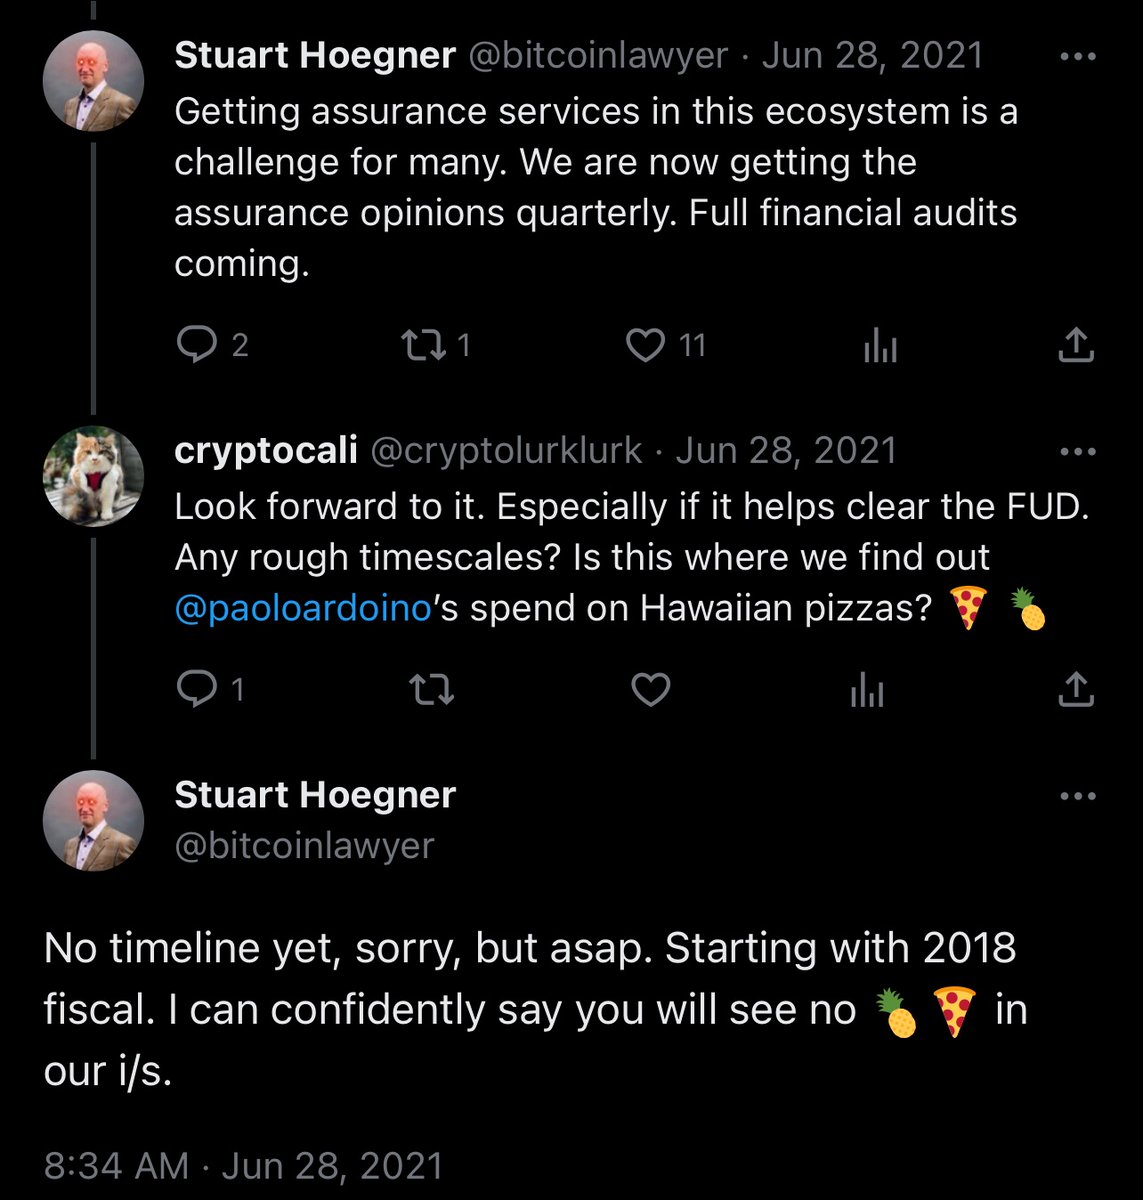 Stuart Hoegner @bitcoinlawyer · Jun 28, 2021
Getting assurance services in this ecosystem is a
challenge for many. We are now getting the
assurance opinions quarterly. Full financial audits
coming.
2 1 11
cryptocali @cryptolurklurk · Jun 28, 2021
Look forward to it. Especially if it helps clear the FUD.
Any rough timescales? Is this where we find out
@paoloardoino’s spend on Hawaiian pizzas? 🍕 🍍
1
Stuart Hoegner
@bitcoinlawyer
No timeline yet, sorry, but asap. Starting with 2018
fiscal. I can confidently say you will see no 🍍🍕 in
our i/s.
8:34 AM · Jun 28, 2021